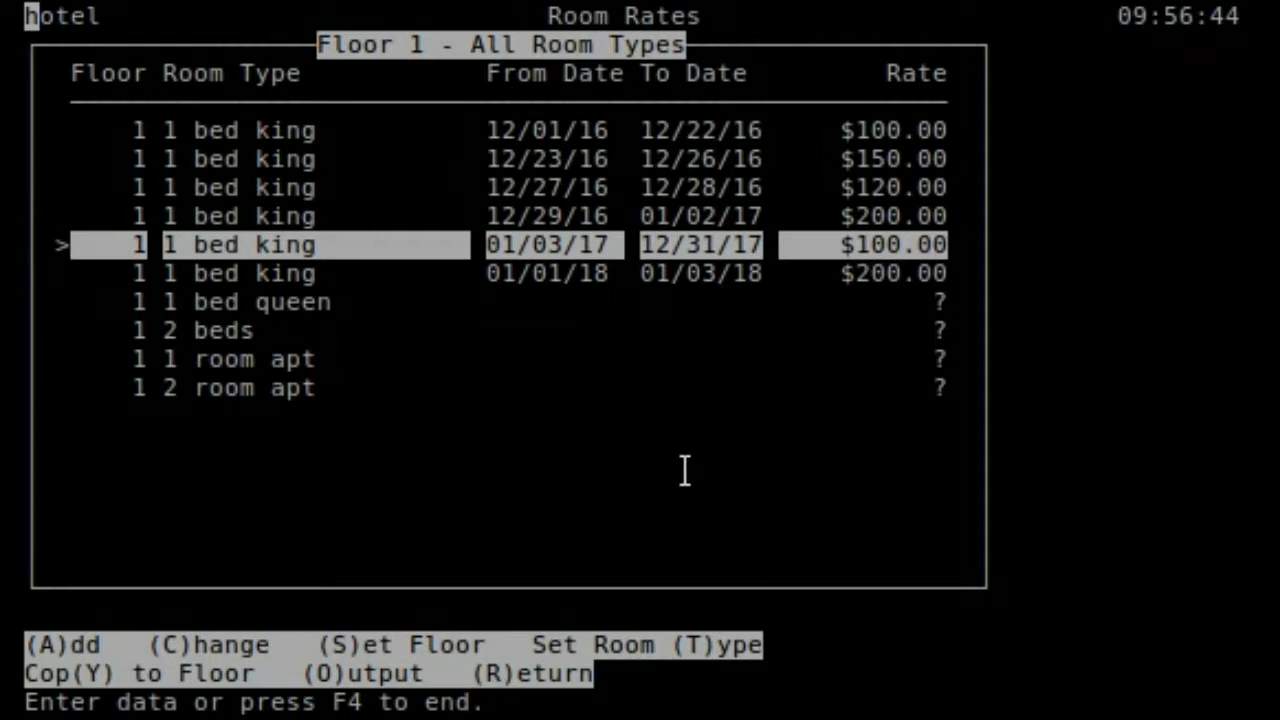 hotel Room Rates 09:56:44
Floor 1 - All Room Types
Floor Room Type From Date To Date Rate
1 1 bed king 12/01/16 12/22/16 $100.00
1 1 bed king 12/23/16 12/26/16 $150.00
1 1 bed king 12/27/16 12/28/16 $120.00
1 1 bed king 12/29/16 01/02/17 $200.00
> 1 1 bed king 01/03/17 12/31/17 $100.00
1 1 bed king 01/01/18 01/03/18 $200.00
1 1 bed queen ?
1 2 beds ?
1 1 room apt ?
1 2 room apt ?
(A)dd (C)hange (S)et Floor Set Room (T)ype
Cop(Y) to Floor (O)utput (R)eturn
Enter data or press F4 to end.